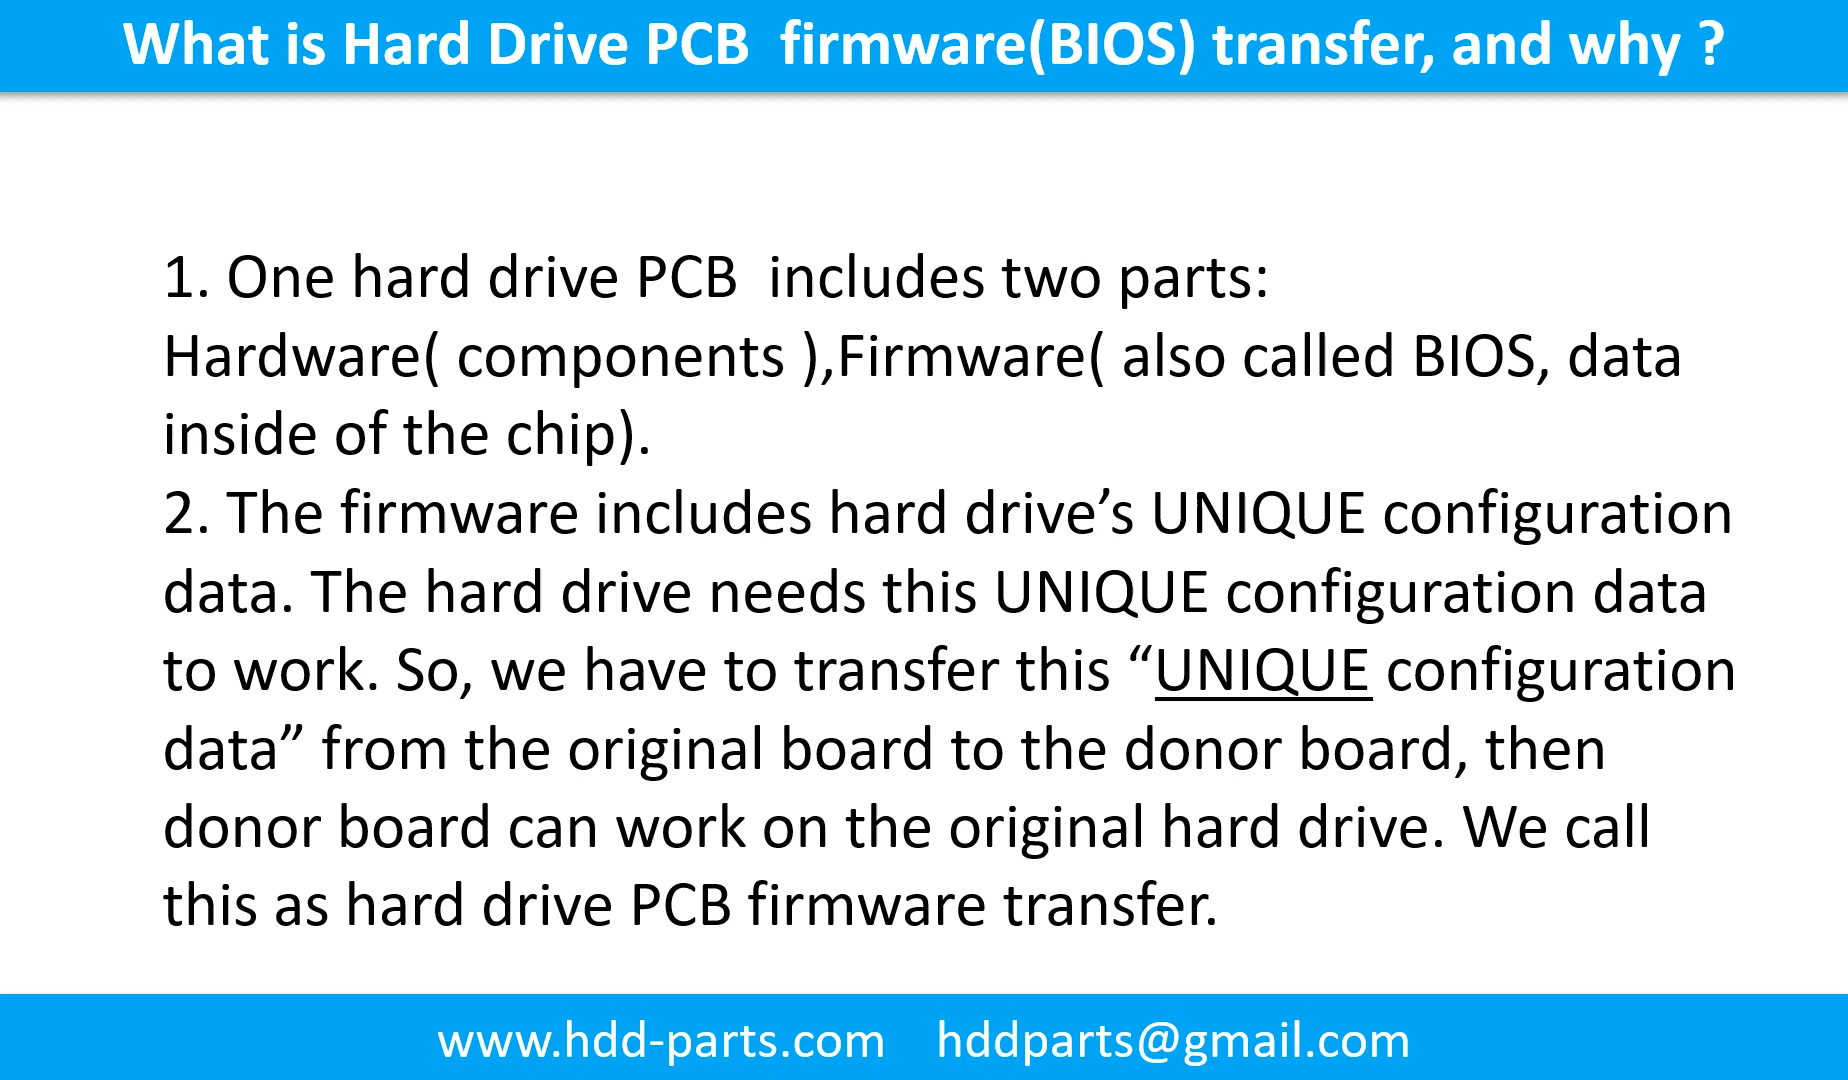 What is Hard Drive PCB  firmware(BIOS) transfer, and why ?
1. One hard drive PCB  includes two parts:
Hardware( components ),Firmware( also called BIOS, data
inside of the chip).
2. The firmware includes hard drive’s UNIQUE configuration
data. The hard drive needs this UNIQUE configuration data
to work. So, we have to transfer this “UNIQUE configuration
data” from the original board to the donor board, then
donor board can work on the original hard drive. We call
this as hard drive PCB firmware transfer.
www.hdd-parts.com    hddparts@gmail.com